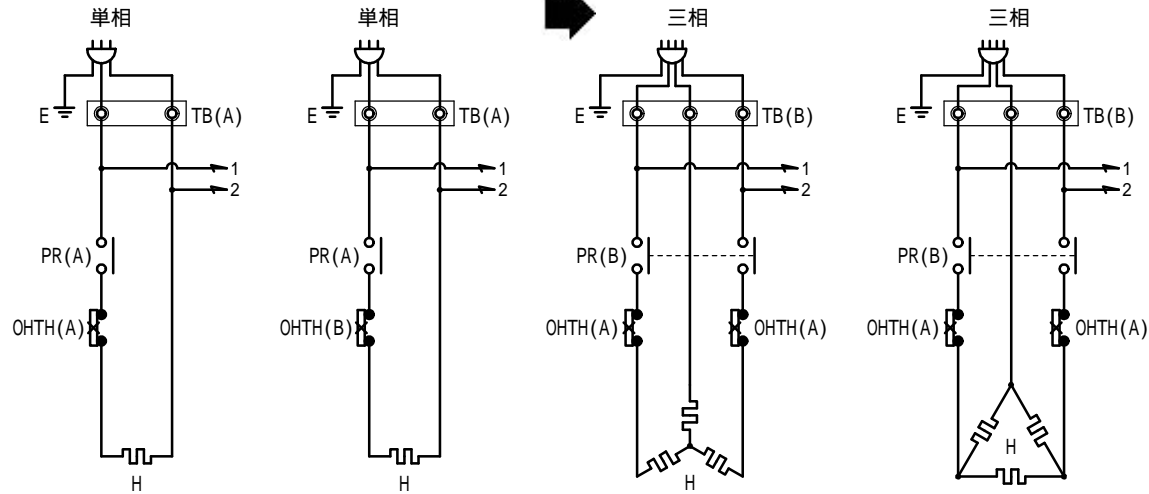 単相 単相 三相 三相
E TB(A) E TB(A) E TB(B) E TB(B)
1 1 1 1
2 2 2 2
PR(A) PR(A) PR(B) PR(B)
OHTH(A) OHTH(B) OHTH(A) OHTH(A) OHTH(A) OHTH(A)
H
H
H H